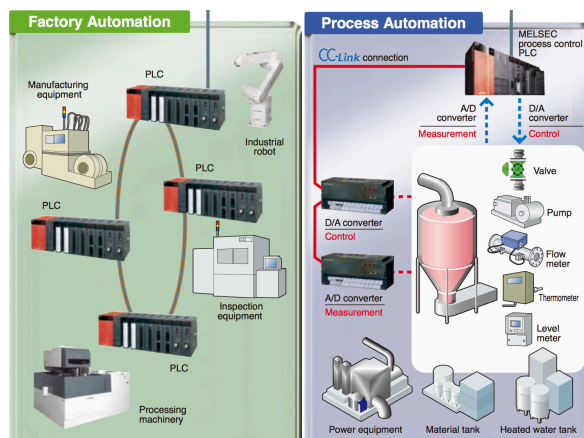 Factory Automation
PLC
Manufacturing
equipment
Industrial
robot
PLC
PLC
Inspection
equipment
PLC
Processing
machinery
Process Automation
MELSEC
process control
PLC
CC-Link connection
A/D
converter
Measurement
D/A
converter
Control
Valve
Pump
D/A converter
Control
Flow
meter
A/D converter
Measurement
Thermometer
Level
meter
Power equipment
Material tank
Heated water tank